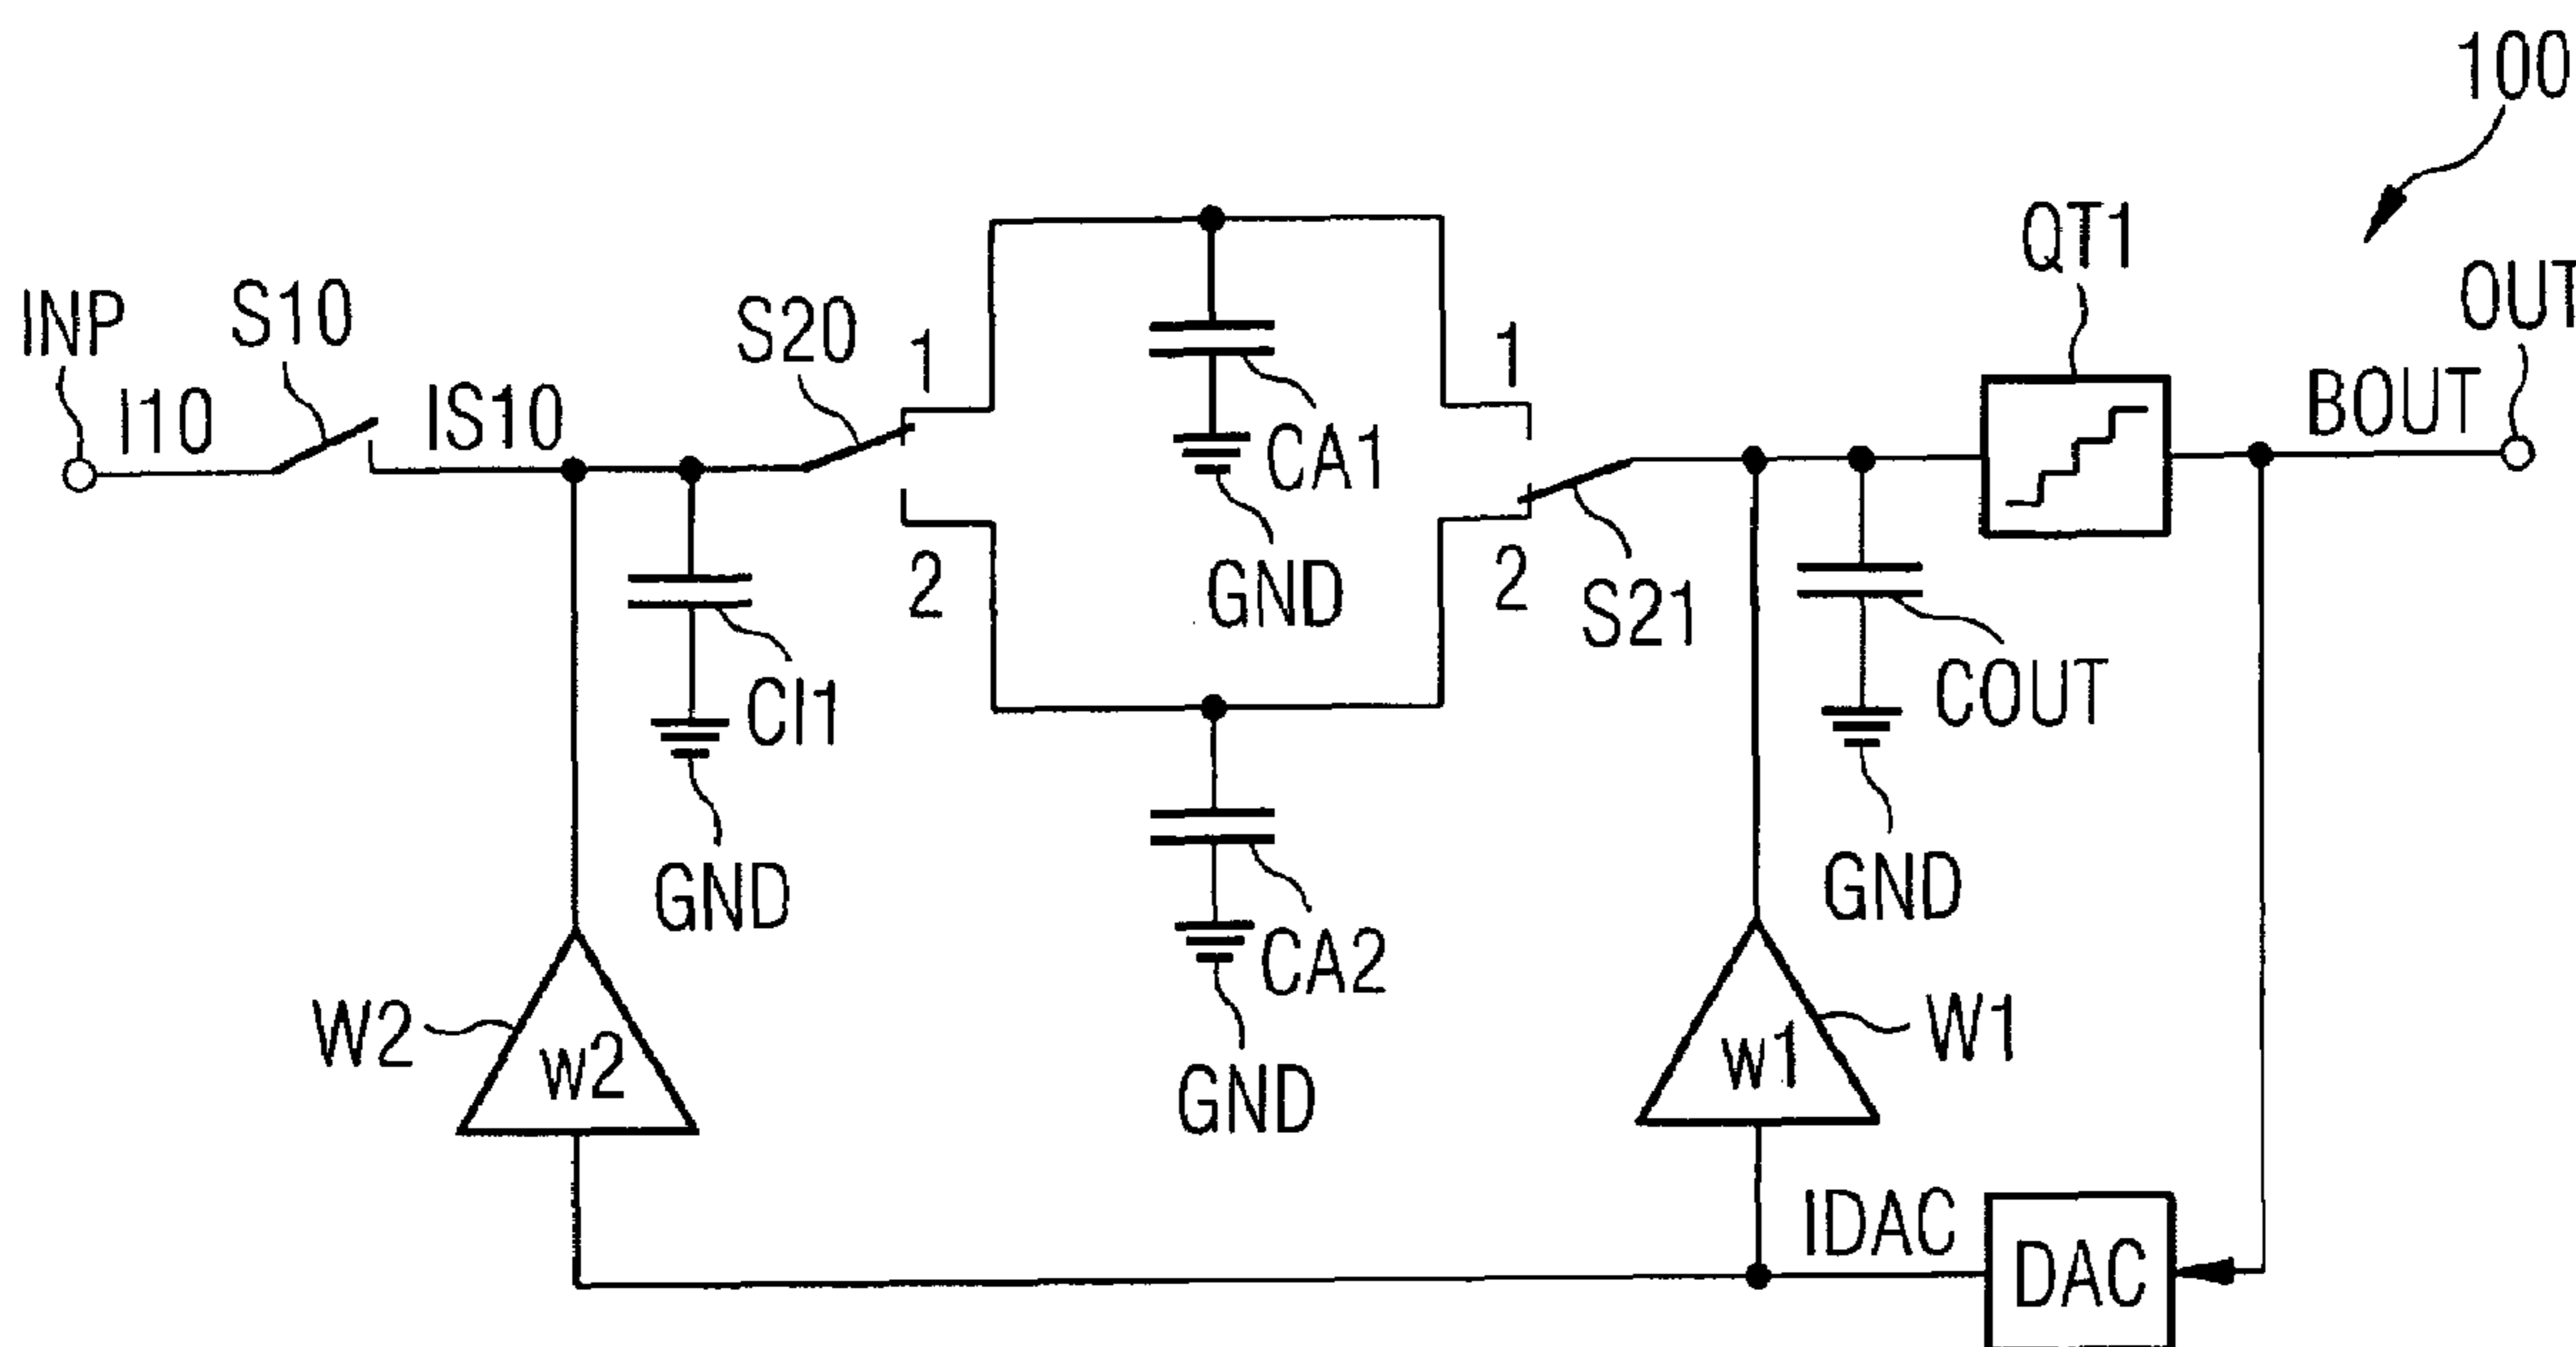 100
INP
I10
S10
IS10
S20
1
2
CA1
GND
1
2
S21
QT1
OUT
BOUT
CI1
GND
COUT
GND
CA2
GND
W2
w2
W1
w1
IDAC
DAC